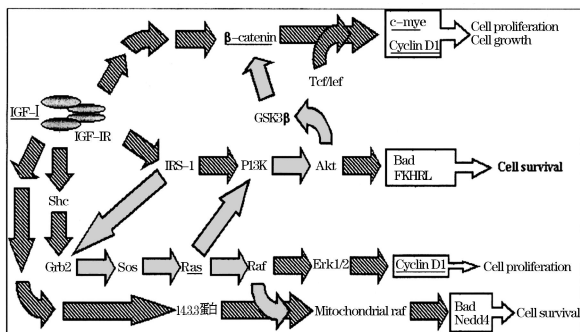 c-mye
Cyclin D1
Cell proliferation
Cell growth
β-catenin
Tcf/lef
GSK3β
IGF-I
IGF-IR
IRS-1
PI3K
Akt
Bad
FKHRL
Cell survival
Shc
Grb2
Sos
Ras
Raf
Erk1/2
Cyclin D1
Cell proliferation
14.3.3蛋白
Mitochondrial raf
Bad
Nedd4
Cell survival